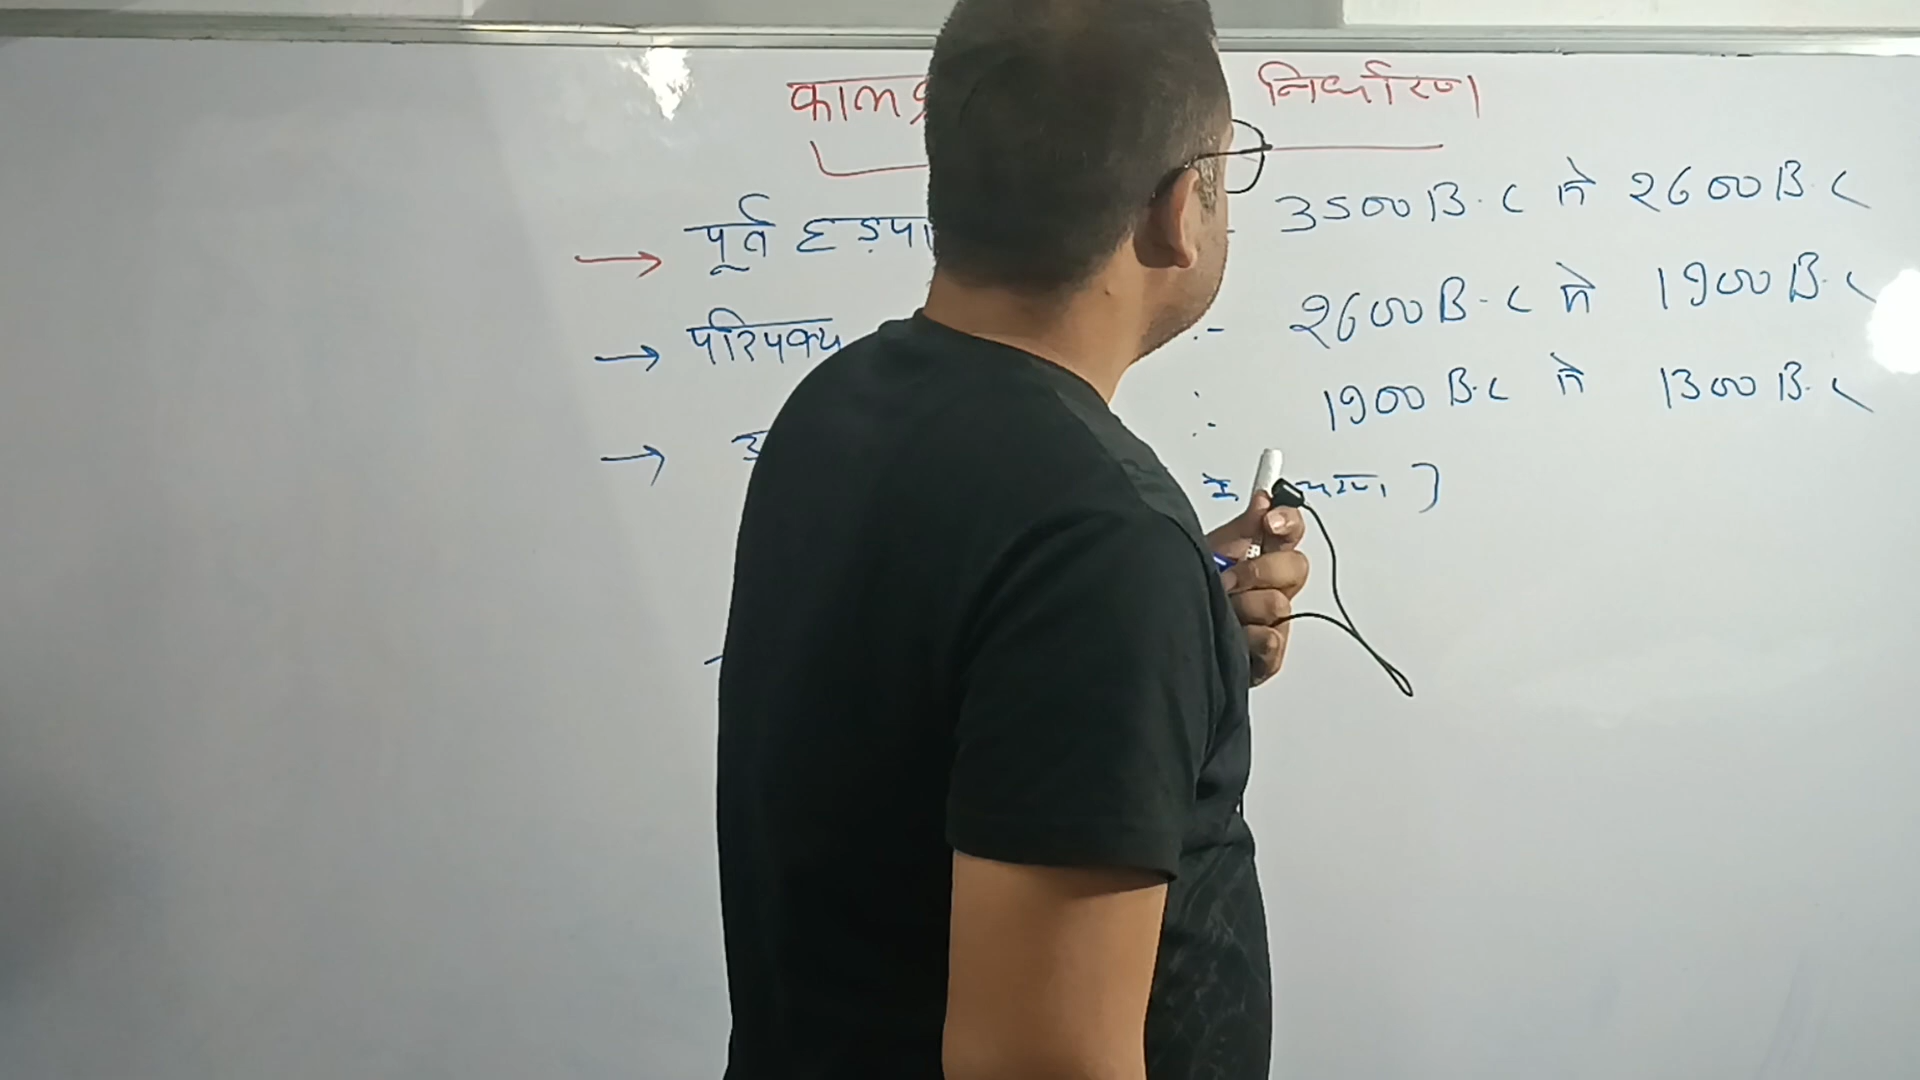 निर्धारण
पूर्व हड़पा - 3500 B.C से 2600 B.C
परिपक्व :- 2600 B.C से 1900 B.C
:- 1900 B.C से 1300 B.C